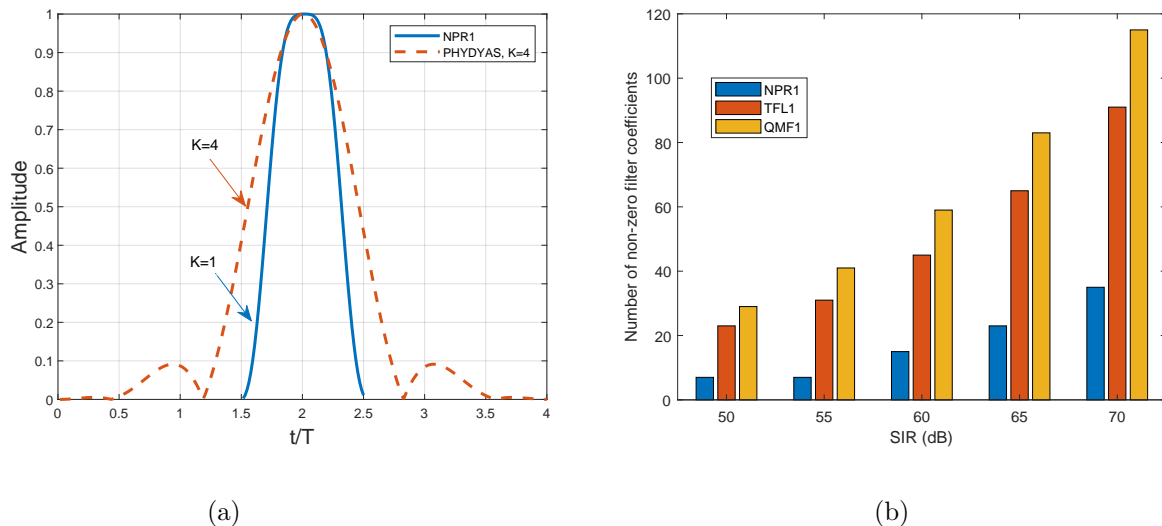 1
0.9
0.8
0.7
0.6
0.5
0.4
0.3
0.2
0.1
0
Amplitude
NPR1
PHYDYAS, K=4
K=4
K=1
0 0.5 1 1.5 2 2.5 3 3.5 4
t/T
(a)
120
100
80
60
40
20
0
Number of non-zero filter coefficients
NPR1
TFL1
QMF1
50 55 60 65 70
SIR (dB)
(b)